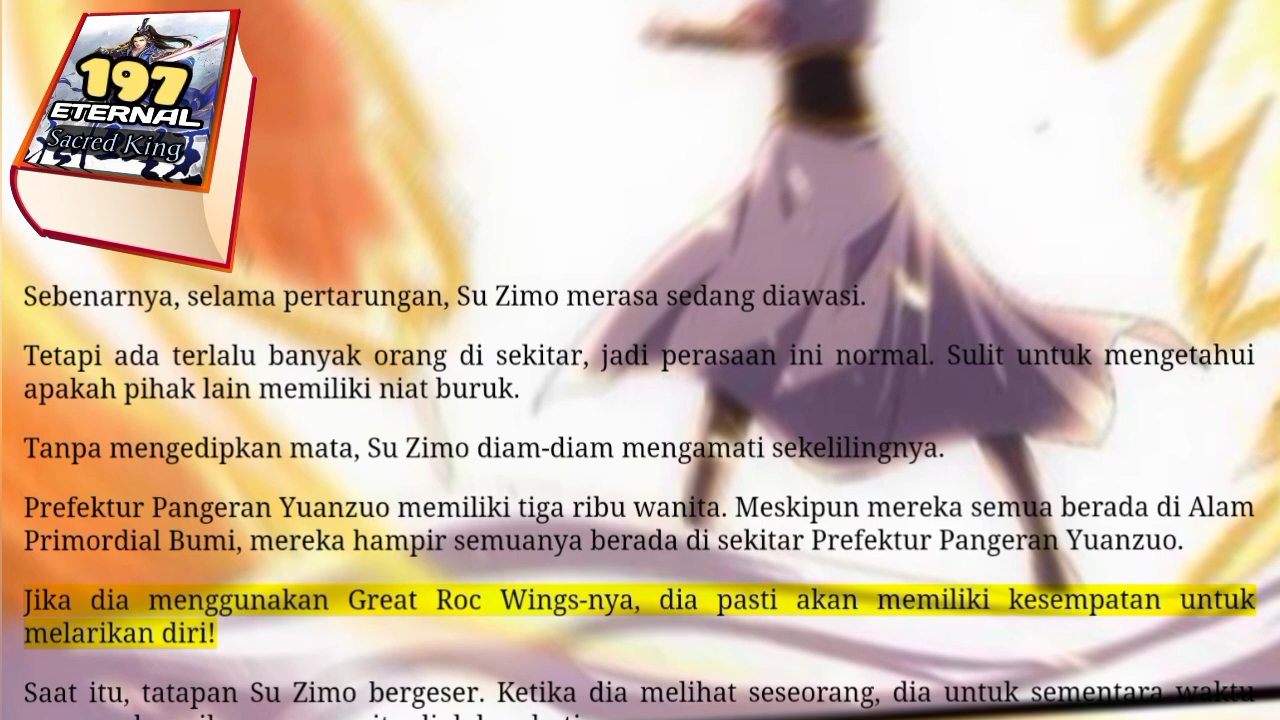 197
ETERNAL
Sacred King
Sebenarnya, selama pertarungan, Su Zimo merasa sedang diawasi.
Tetapi ada terlalu banyak orang di sekitar, jadi perasaan ini normal. Sulit untuk mengetahui
apakah pihak lain memiliki niat buruk.
Tanpa mengedipkan mata, Su Zimo diam-diam mengamati sekelilingnya.
Prefektur Pangeran Yuanzuo memiliki tiga ribu wanita. Meskipun mereka semua berada di Alam
Primordial Bumi, mereka hampir semuanya berada di sekitar Prefektur Pangeran Yuanzuo.
Jika dia menggunakan Great Roc Wings-nya, dia pasti akan memiliki kesempatan untuk
melarikan diri!
Saat itu, tatapan Su Zimo bergeser. Ketika dia melihat seseorang, dia untuk sementara waktu